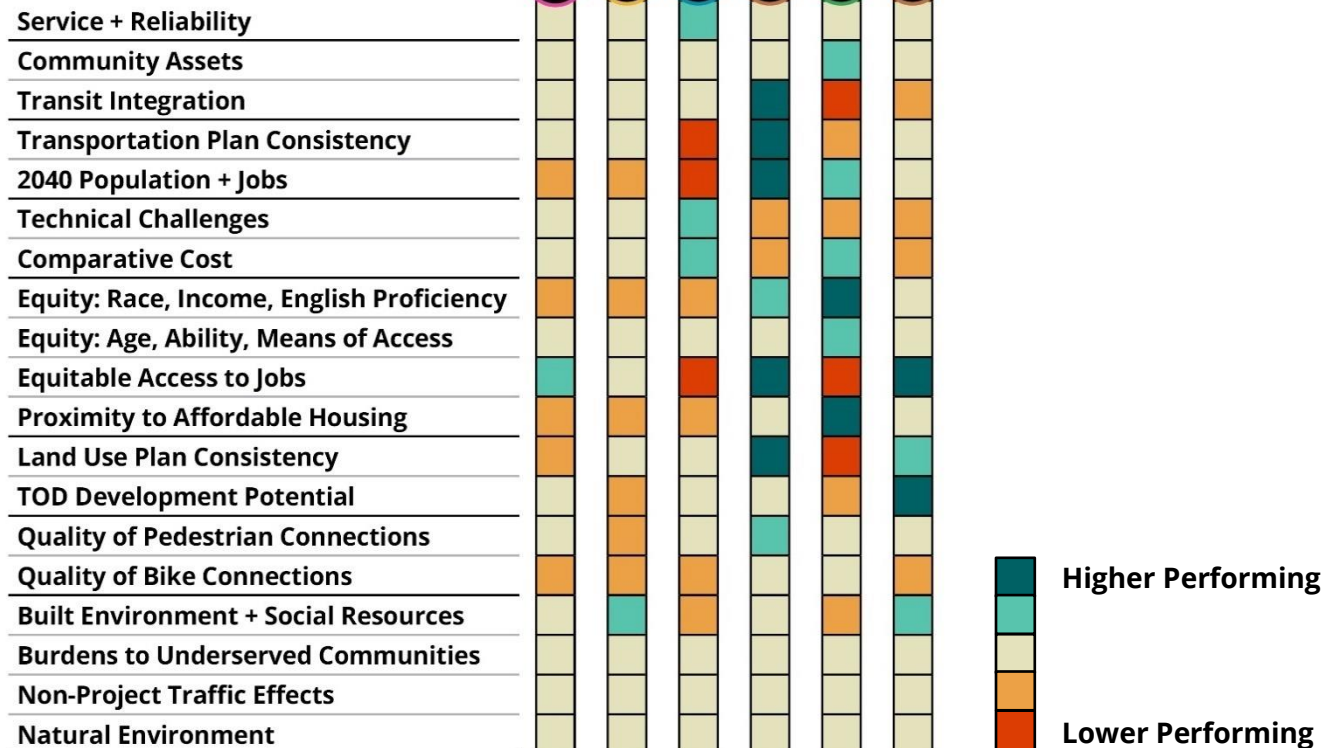 Service + Reliability
Community Assets
Transit Integration
Transportation Plan Consistency
2040 Population + Jobs
Technical Challenges
Comparative Cost
Equity: Race, Income, English Proficiency
Equity: Age, Ability, Means of Access
Equitable Access to Jobs
Proximity to Affordable Housing
Land Use Plan Consistency
TOD Development Potential
Quality of Pedestrian Connections
Quality of Bike Connections
Built Environment + Social Resources
Burdens to Underserved Communities
Non-Project Traffic Effects
Natural Environment
Higher Performing
Lower Performing